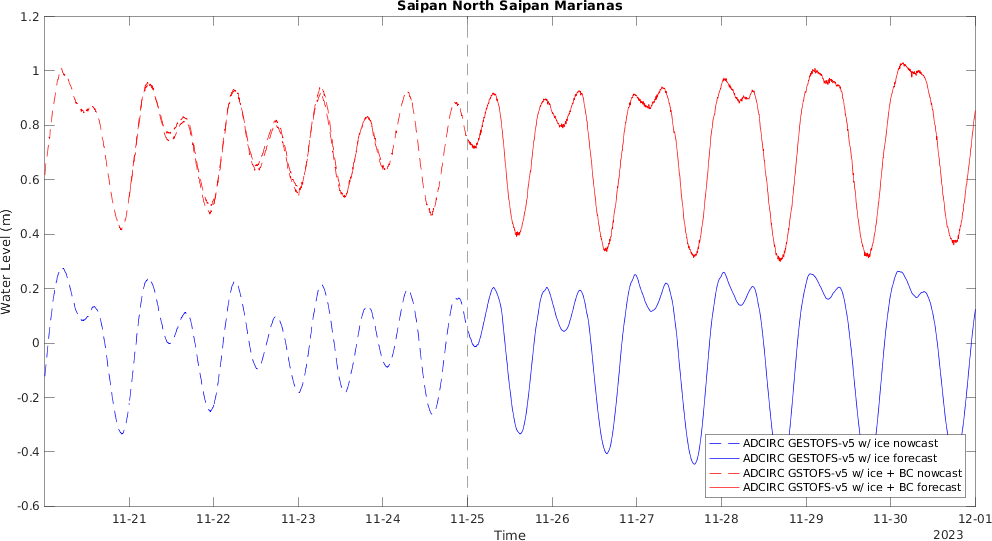 Saipan North Saipan Marianas
1.2
1
0.8
0.6
0.4
0.2
0
-0.2
-0.4
-0.6
Water Level (m)
ADCIRC GESTOFS-v5 w/ ice nowcast
ADCIRC GESTOFS-v5 w/ ice forecast
ADCIRC GSTOFS-v5 w/ ice + BC nowcast
ADCIRC GSTOFS-v5 w/ ice + BC forecast
11-21 11-22 11-23 11-24 11-25 11-26 11-27 11-28 11-29 11-30 12-01
Time
2023